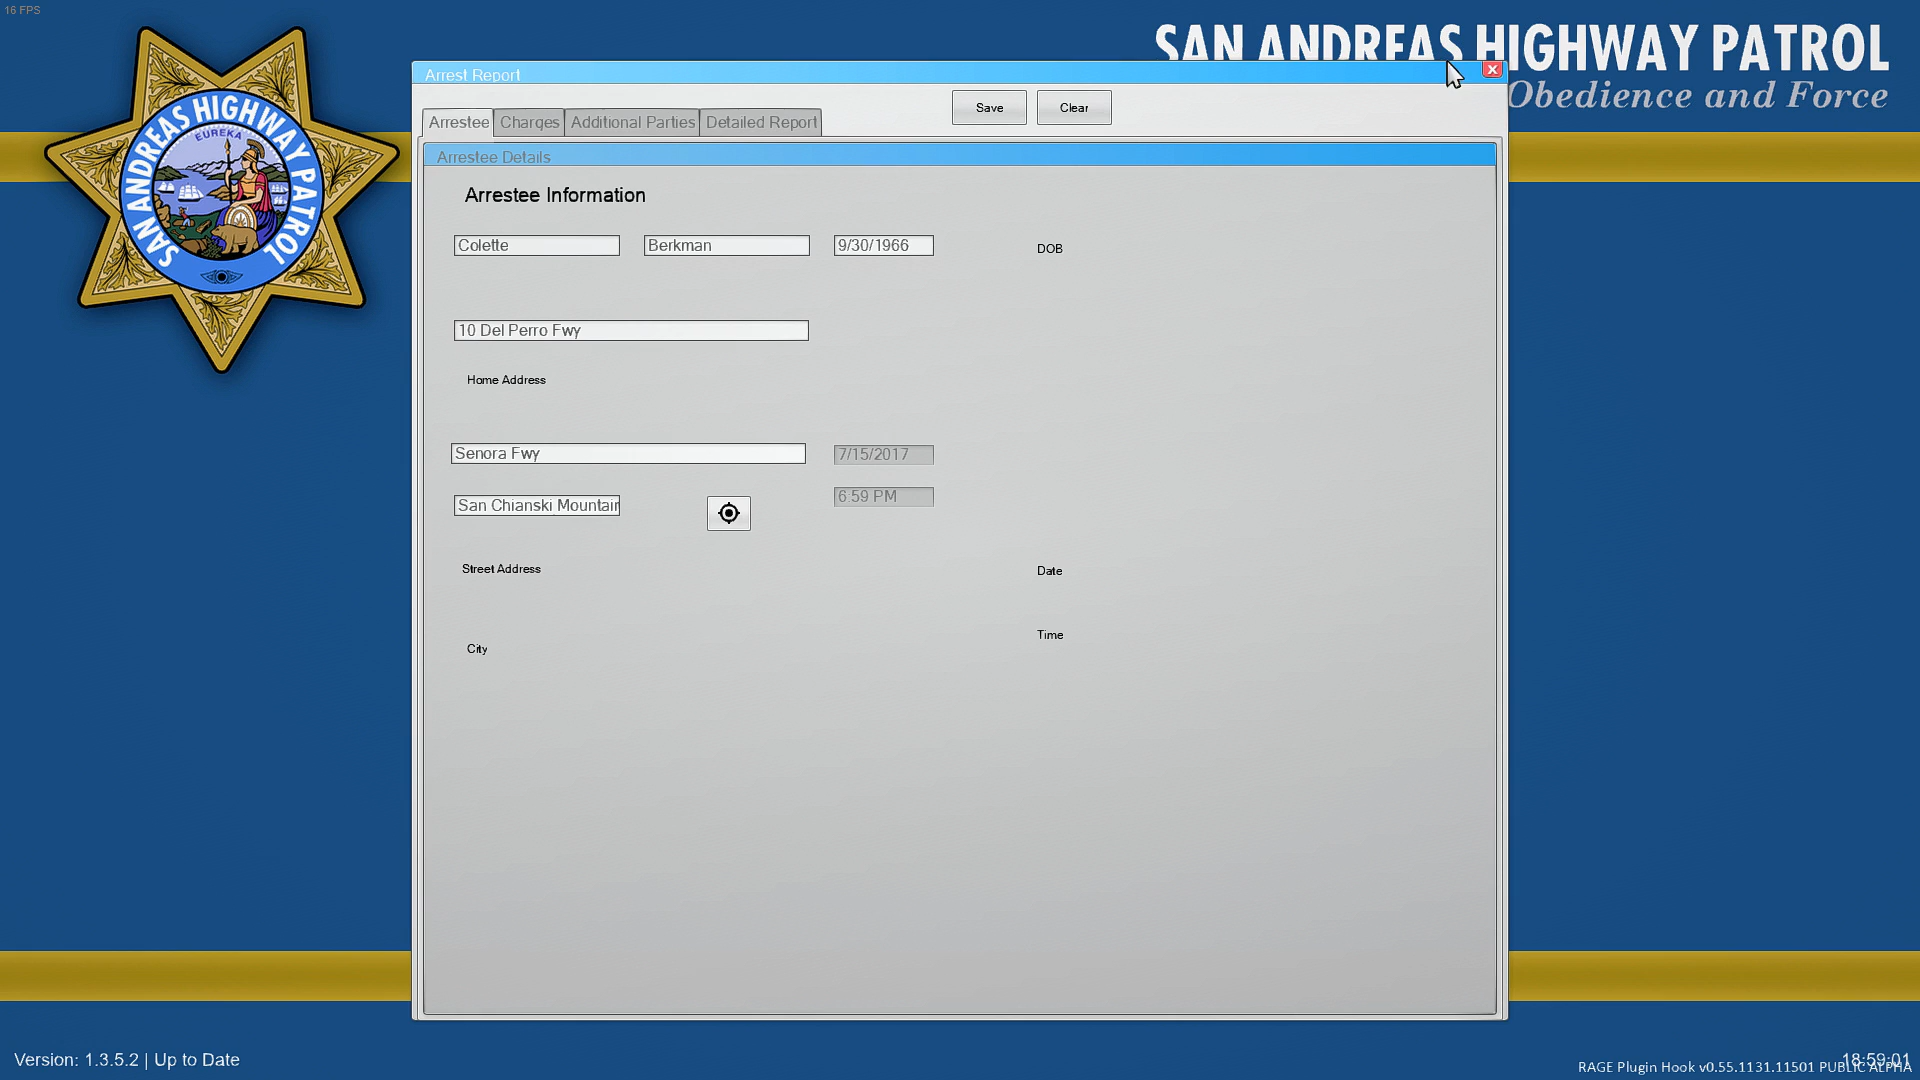 16 FPS
SAN ANDREAS HIGHWAY PATROL
Obedience and Force
SAN ANDREAS HIGHWAY PATROL
EUREKA
Arrest Report
Save
Clear
Arrestee
Charges
Additional Parties
Detailed Report
Arrestee Details
Arrestee Information
Colette
Berkman
9/30/1966
DOB
10 Del Perro Fwy
Home Address
Senora Fwy
7/15/2017
San Chianski Mountain
6:59 PM
Street Address
Date
Time
City
Version: 1.3.5.2 | Up to Date
18:59:01
RAGE Plugin Hook v0.55.1131.11501 PUBLIC ALPHA